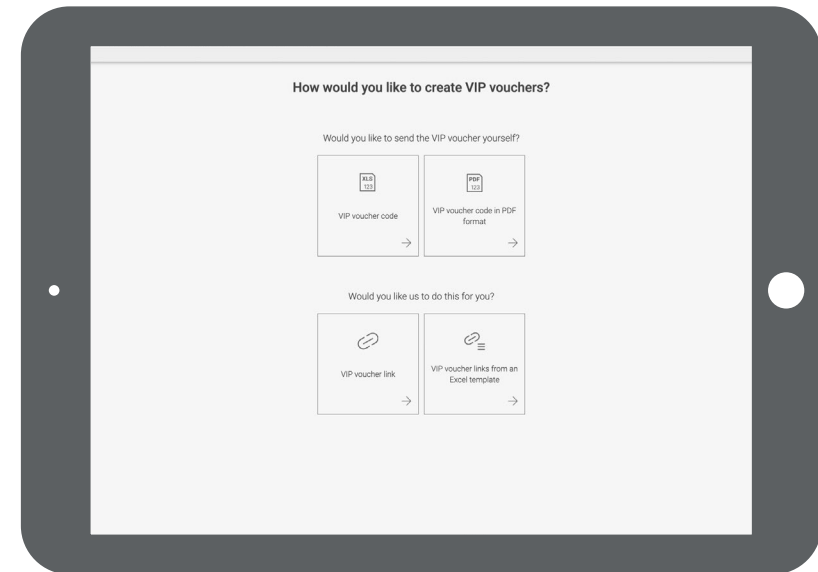 How would you like to create VIP vouchers?
Would you like to send the VIP voucher yourself?
XLS
123
VIP voucher code
PDF
123
VIP voucher code in PDF
format
Would you like us to do this for you?
VIP voucher link
VIP voucher links from an
Excel template